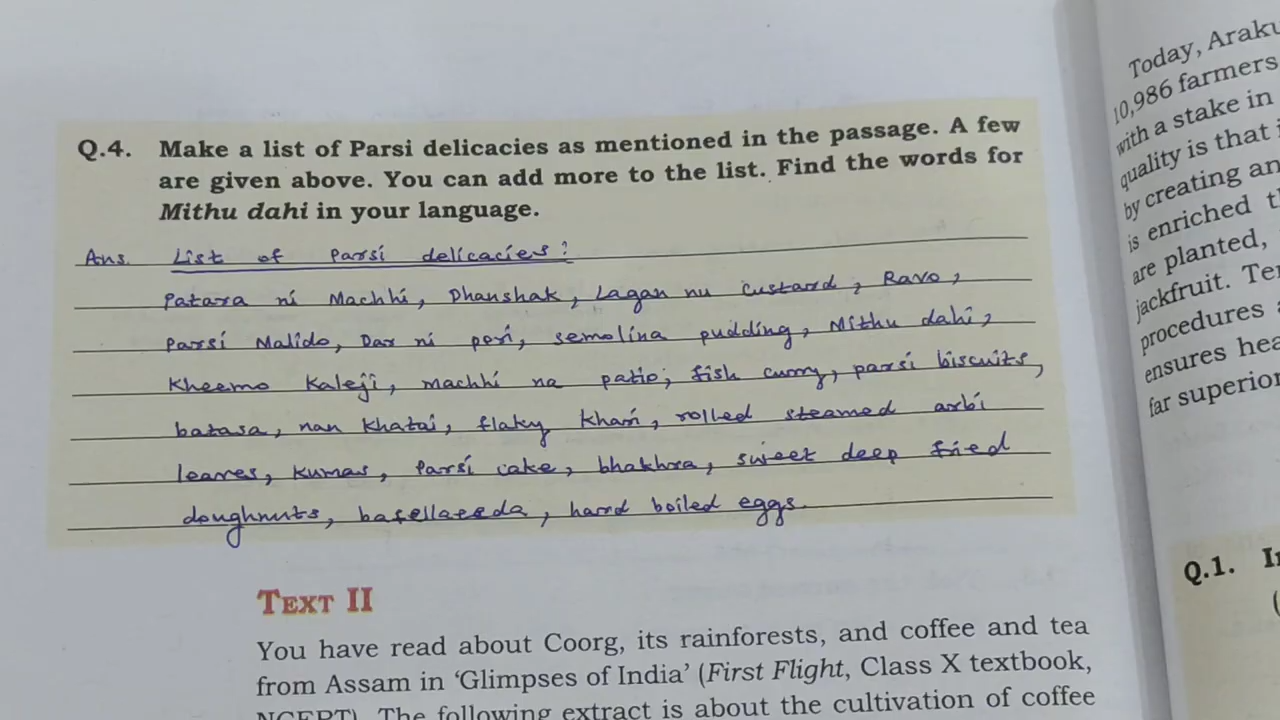 Q.4. Make a list of Parsi delicacies as mentioned in the passage. A few
are given above. You can add more to the list. Find the words for
Mithu dahi in your language.
Ans. List of Parsi delicacies:
Patara ni Machhi, Dhanshak, Lagan nu custard, Ravo,
Parsi Malido, Dar ni pori, semolina pudding, Mithu dahi,
Kheemo Kaleji, machhi na patio, fish curry, parsi biscuits,
batasa, nan khatai, flaky khari, rolled steamed arbi
leaves, kumas, Parsi cake, bhakhra, sweet deep fried
doughnuts, bafellaeeda, hard boiled eggs.
TEXT II
You have read about Coorg, its rainforests, and coffee and tea
from Assam in ‘Glimpses of India’ (First Flight, Class X textbook,
NCERT). The following extract is about the cultivation of coffee
Today, Araku
10,986 farmers
with a stake in
quality is that
by creating an
is enriched
are planted,
jackfruit.
procedures
ensures
far superior
Q.1.